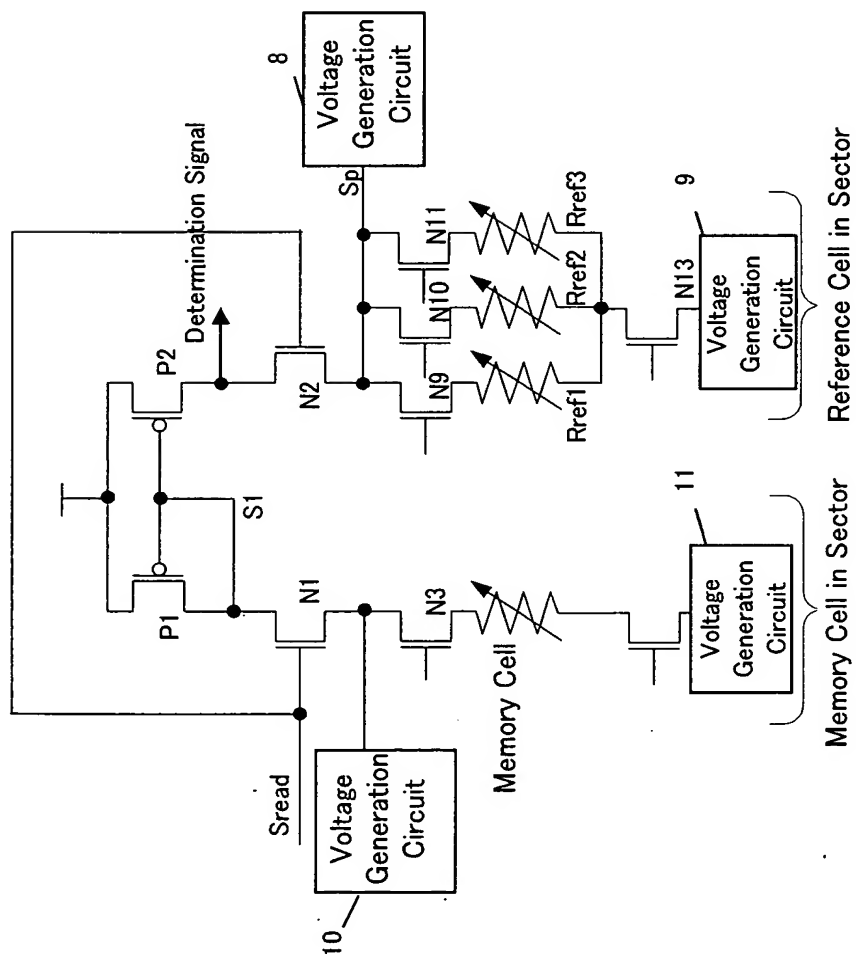 8
Voltage
Generation
Circuit
Determination Signal
Sp
P2
N2
N11
N10
N9
Rref3
Rref2
Rref1
N13
9
Voltage
Generation
Circuit
Reference Cell in Sector
S1
P1
N1
N3
Sread
Memory Cell
10
Voltage
Generation
Circuit
11
Voltage
Generation
Circuit
Memory Cell in Sector